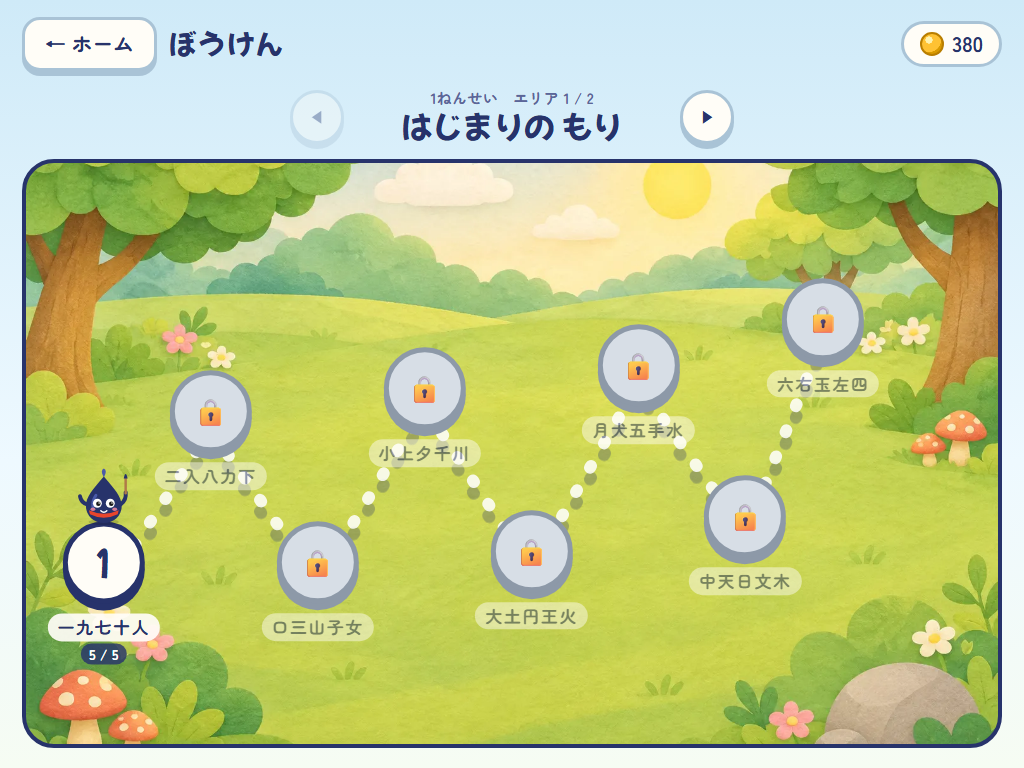 ← ホーム
ぼうけん
380
1ねんせい エリア 1 / 2
はじまりの もり
六右玉左四
月犬五手水
小上夕千川
二入八力下
中天日文木
大土円王火
口三山子女
1
一九七十人
5 / 5